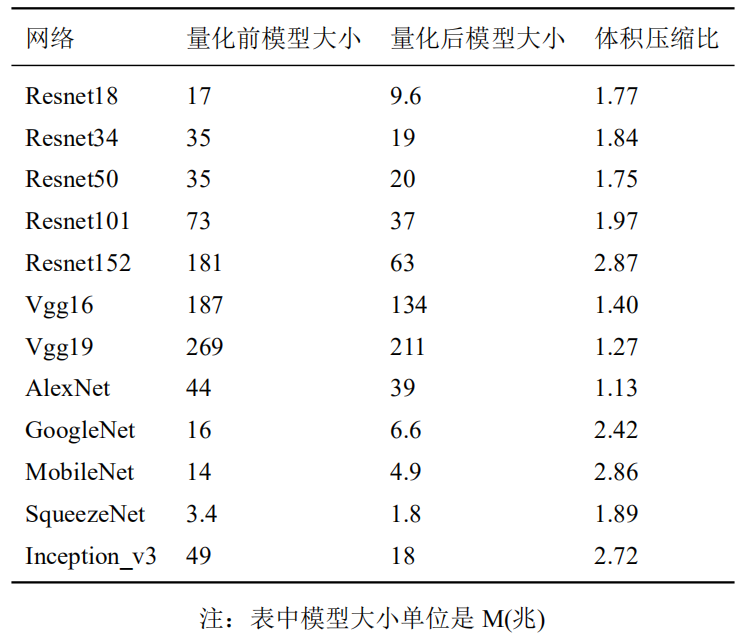 网络 量化前模型大小 量化后模型大小 体积压缩比
Resnet18 17 9.6 1.77
Resnet34 35 19 1.84
Resnet50 35 20 1.75
Resnet101 73 37 1.97
Resnet152 181 63 2.87
Vgg16 187 134 1.40
Vgg19 269 211 1.27
AlexNet 44 39 1.13
GoogleNet 16 6.6 2.42
MobileNet 14 4.9 2.86
SqueezeNet 3.4 1.8 1.89
Inception_v3 49 18 2.72
注：表中模型大小单位是 M(兆)